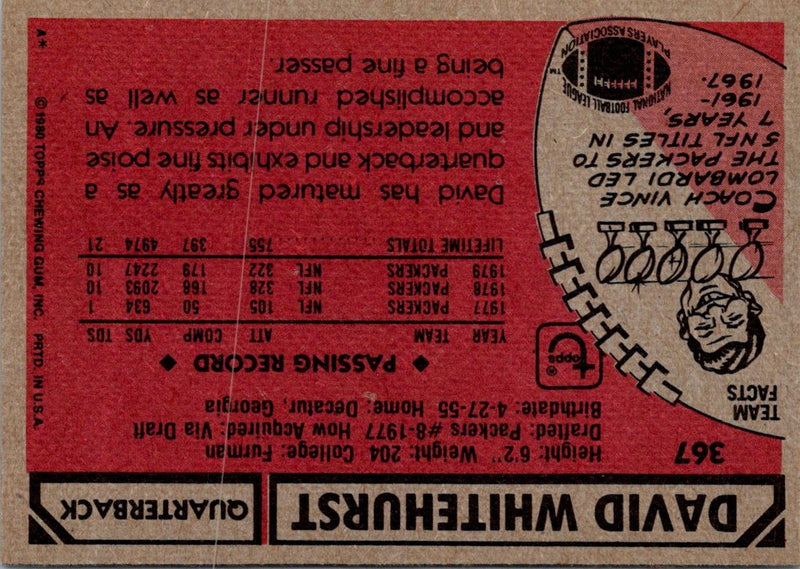 DAVID WHITEHURST
QUARTERBACK
367
Height: 6'2" Weight: 204 College: Furman
Drafted: Packers #8-1977 How Acquired: Via Draft
Birthdate: 4-27-55 Home: Decatur, Georgia
TEAM
FACTS
topps®
◆ PASSING RECORD ◆
YEAR TEAM ATT COMP YDS TDS
1977 PACKERS NFL 105 50 634 1
1978 PACKERS NFL 328 168 2093 10
1979 PACKERS NFL 322 179 2247 10
LIFETIME TOTALS 755 397 4974 21
David has matured greatly as a
quarterback and exhibits fine poise
and leadership under pressure. An
accomplished runner as well as
being a fine passer.
COACH VINCE
LOMBARDI LED
THE PACKERS TO
5 NFL TITLES IN
7 YEARS,
1961-
1967.
NATIONAL FOOTBALL LEAGUE
PLAYERS ASSOCIATION
™
A* © 1980 TOPPS CHEWING GUM, INC. PRTD. IN U.S.A.